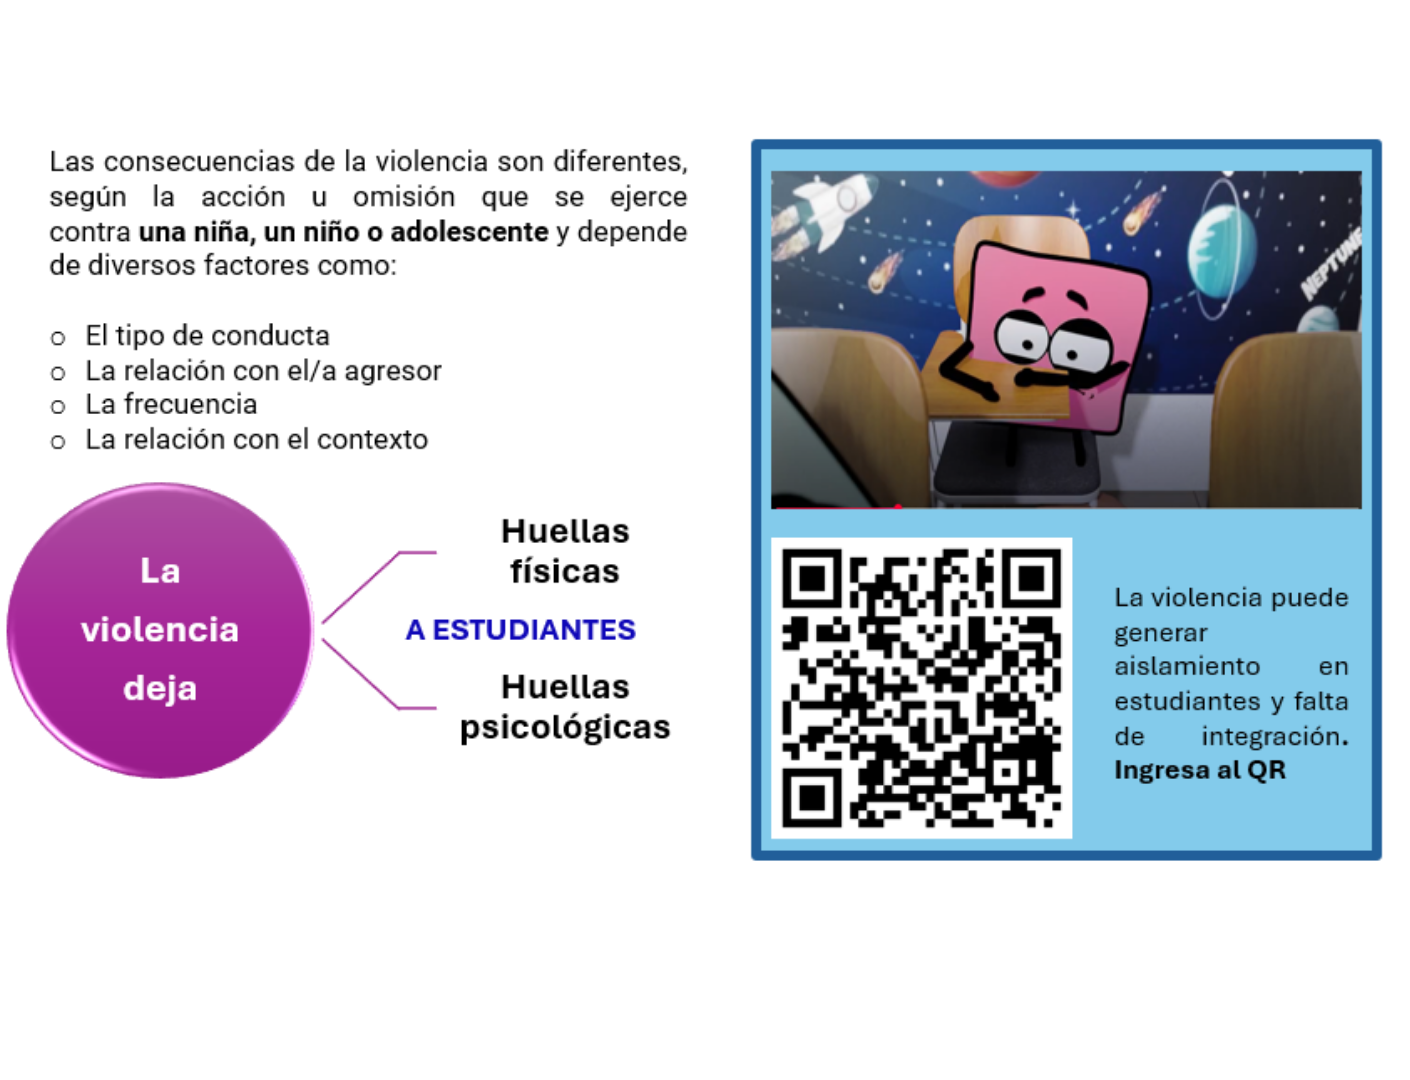 Las consecuencias de la violencia son diferentes,
según la acción u omisión que se ejerce
contra una niña, un niño o adolescente y depende
de diversos factores como:
o El tipo de conducta
o La relación con el/a agresor
o La frecuencia
o La relación con el contexto
La
violencia
deja
Huellas
físicas
A ESTUDIANTES
Huellas
psicológicas
NEPTUNE
La violencia puede
generar
aislamiento en
estudiantes y falta
de integración.
Ingresa al QR